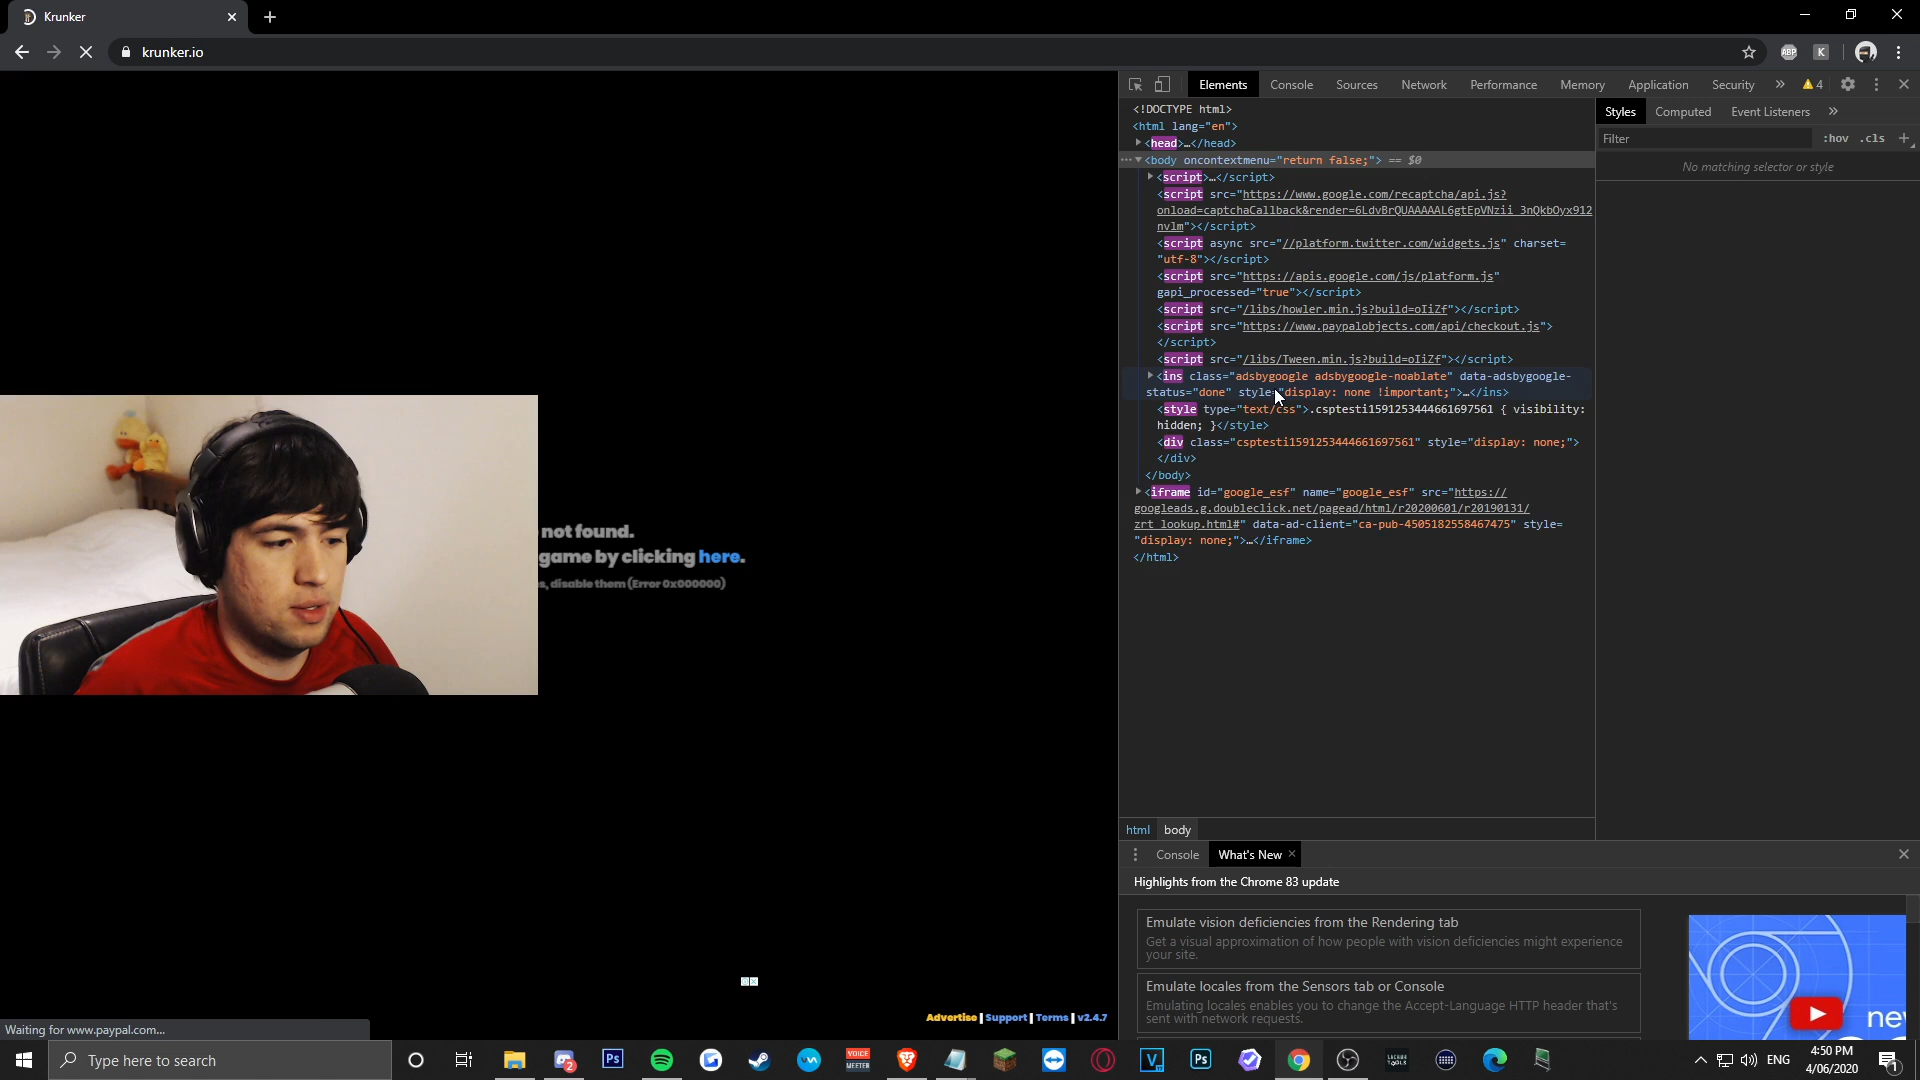 Krunker
krunker.io
ABP
K
Elements
Console
Sources
Network
Performance
Memory
Application
Security
4
<!DOCTYPE html>
<html lang="en">
<head>…</head>
<body oncontextmenu="return false;"> == $0
<script>…</script>
<script src="https://www.google.com/recaptcha/api.js?
onload=captchaCallback&render=6LdvBrQUAAAAAL6gtEpVNzii_3nQkbOyx912
nvlm"></script>
<script async src="//platform.twitter.com/widgets.js" charset=
"utf-8"></script>
<script src="https://apis.google.com/js/platform.js"
gapi_processed="true"></script>
<script src="/libs/howler.min.js?build=oIiZf"></script>
<script src="https://www.paypalobjects.com/api/checkout.js">
</script>
<script src="/libs/Tween.min.js?build=oIiZf"></script>
<ins class="adsbygoogle adsbygoogle-noablate" data-adsbygoogle-
status="done" style="display: none !important;">…</ins>
<style type="text/css">.csptesti1591253444661697561 { visibility:
hidden; }</style>
<div class="csptesti1591253444661697561" style="display: none;">
</div>
</body>
<iframe id="google_esf" name="google_esf" src="https://
googleads.g.doubleclick.net/pagead/html/r20200601/r20190131/
zrt_lookup.html#" data-ad-client="ca-pub-4505182558467475" style=
"display: none;">…</iframe>
</html>
html
body
Styles
Computed
Event Listeners
Filter
:hov
.cls
No matching selector or style
not found.
game by clicking here.
s, disable them (Error 0x000000)
Advertise | Support | Terms | v2.4.7
Waiting for www.paypal.com...
Console
What's New
Highlights from the Chrome 83 update
Emulate vision deficiencies from the Rendering tab
Get a visual approximation of how people with vision deficiencies might experience
your site.
Emulate locales from the Sensors tab or Console
Emulating locales enables you to change the Accept-Language HTTP header that's
sent with network requests.
ne
Type here to search
2
Ps
VOICE
MEETER
V
Ps
ENG
4:50 PM
4/06/2020
1